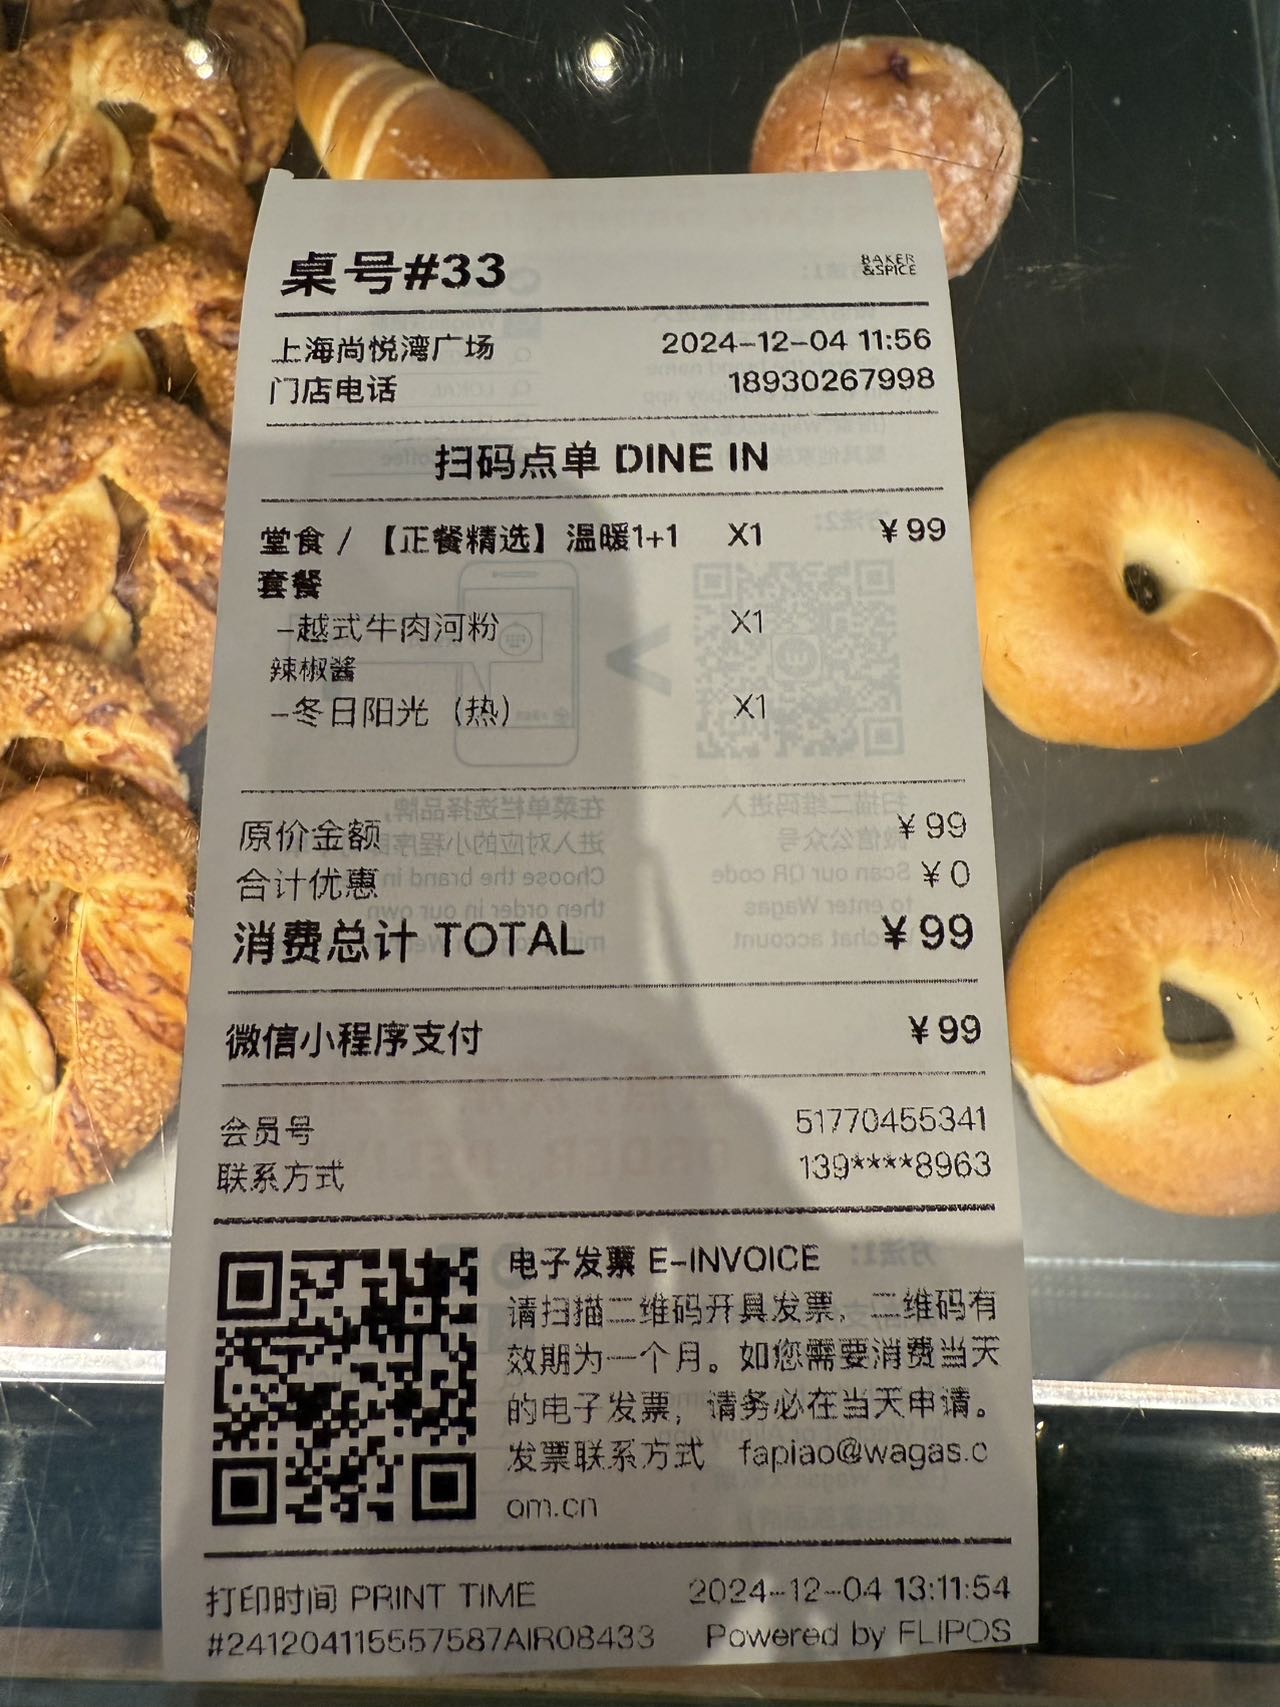 桌号#33
BAKER
&SPICE
上海尚悦湾广场 2024-12-04 11:56
门店电话 18930267998
扫码点单 DINE IN
堂食 / 【正餐精选】温暖1+1 X1 ¥99
套餐
-越式牛肉河粉 X1
辣椒酱
-冬日阳光（热） X1
原价金额 ¥99
合计优惠 ¥0
消费总计 TOTAL ¥99
微信小程序支付 ¥99
会员号 51770455341
联系方式 139****8963
电子发票 E-INVOICE
请扫描二维码开具发票，二维码有
效期为一个月。如您需要消费当天
的电子发票，请务必在当天申请。
发票联系方式 fapiao@wagas.c
om.cn
打印时间 PRINT TIME 2024-12-04 13:11:54
#241204115557587AIR08433 Powered by FLIPOS